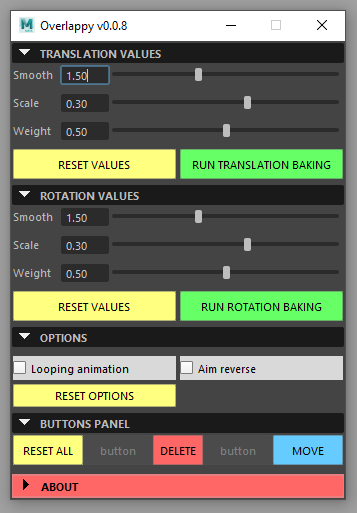 Overlappy v0.0.8
TRANSLATION VALUES
Smooth 1.50
Scale 0.30
Weight 0.50
RESET VALUES RUN TRANSLATION BAKING
ROTATION VALUES
Smooth 1.50
Scale 0.30
Weight 0.50
RESET VALUES RUN ROTATION BAKING
OPTIONS
Looping animation Aim reverse
RESET OPTIONS
BUTTONS PANEL
RESET ALL button DELETE button MOVE
ABOUT